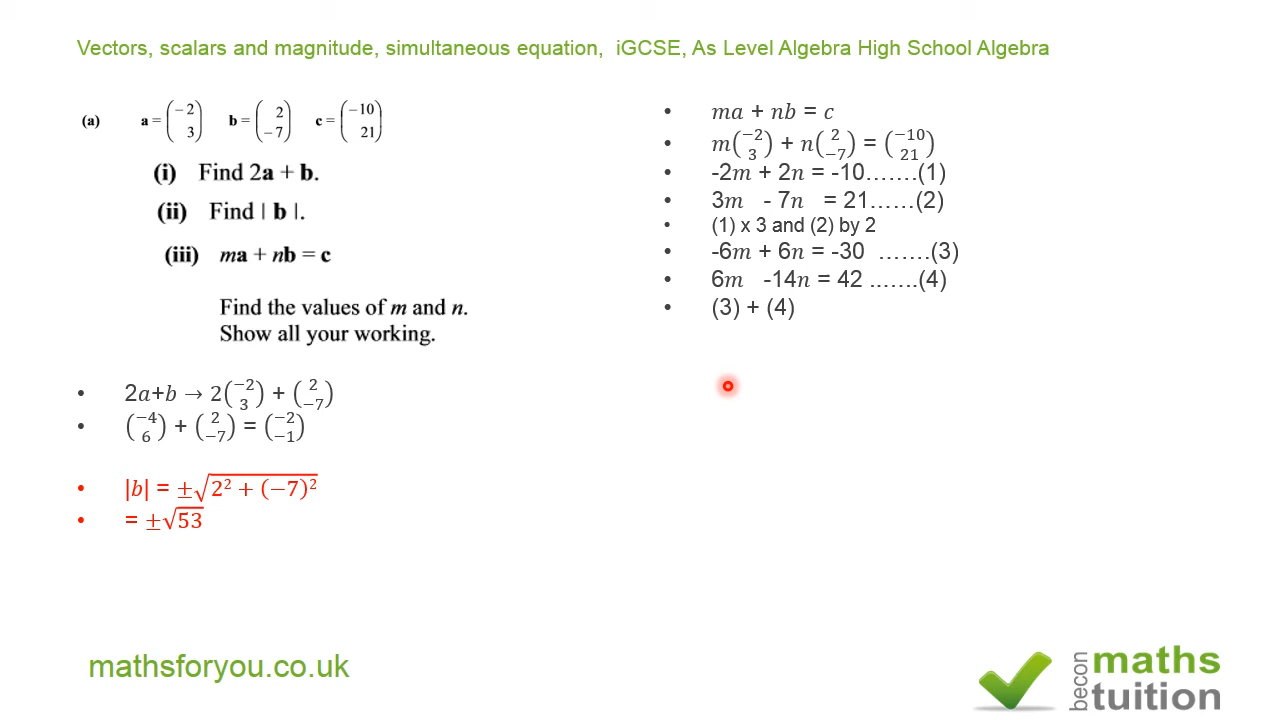 Vectors, scalars and magnitude, simultaneous equation, iGCSE, As Level Algebra High School Algebra
(a) a = (−2 3) b = (2 −7) c = (−10 21)
(i) Find 2a + b.
(ii) Find | b |.
(iii) ma + nb = c
Find the values of m and n.
Show all your working.
• 2a+b → 2(−2 3) + (2 −7)
• (−4 6) + (2 −7) = (−2 −1)
• |b| = ±√(2² + (−7)²)
• = ±√53
• ma + nb = c
• m(−2 3) + n(2 −7) = (−10 21)
• -2m + 2n = -10…….(1)
• 3m - 7n = 21……(2)
• (1) x 3 and (2) by 2
• -6m + 6n = -30 …….(3)
• 6m -14n = 42 …….(4)
• (3) + (4)
mathsforyou.co.uk
becon maths tuition